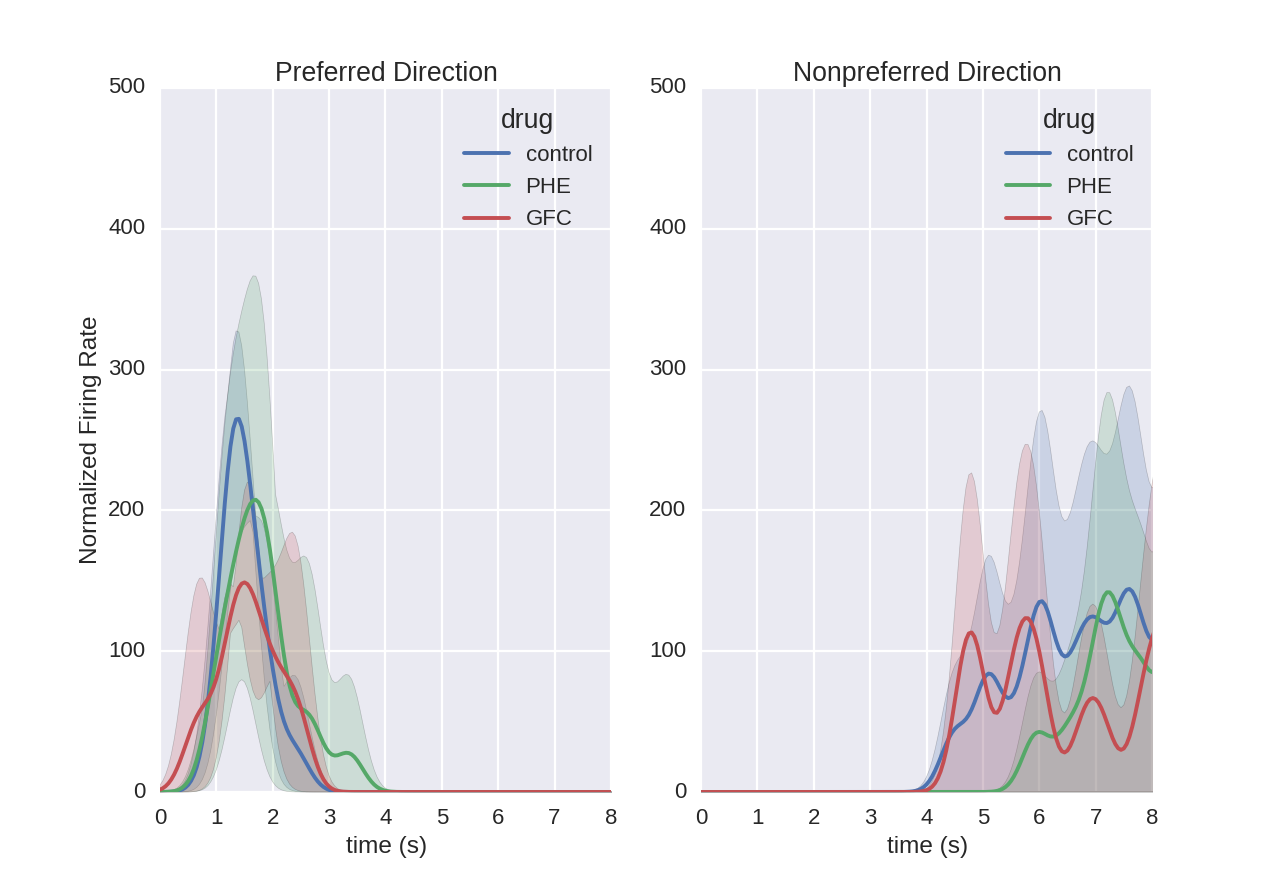 Preferred Direction
500
400
300
200
100
0
Normalized Firing Rate
drug
control
PHE
GFC
0 1 2 3 4 5 6 7 8
time (s)
Nonpreferred Direction
500
400
300
200
100
0
drug
control
PHE
GFC
0 1 2 3 4 5 6 7 8
time (s)